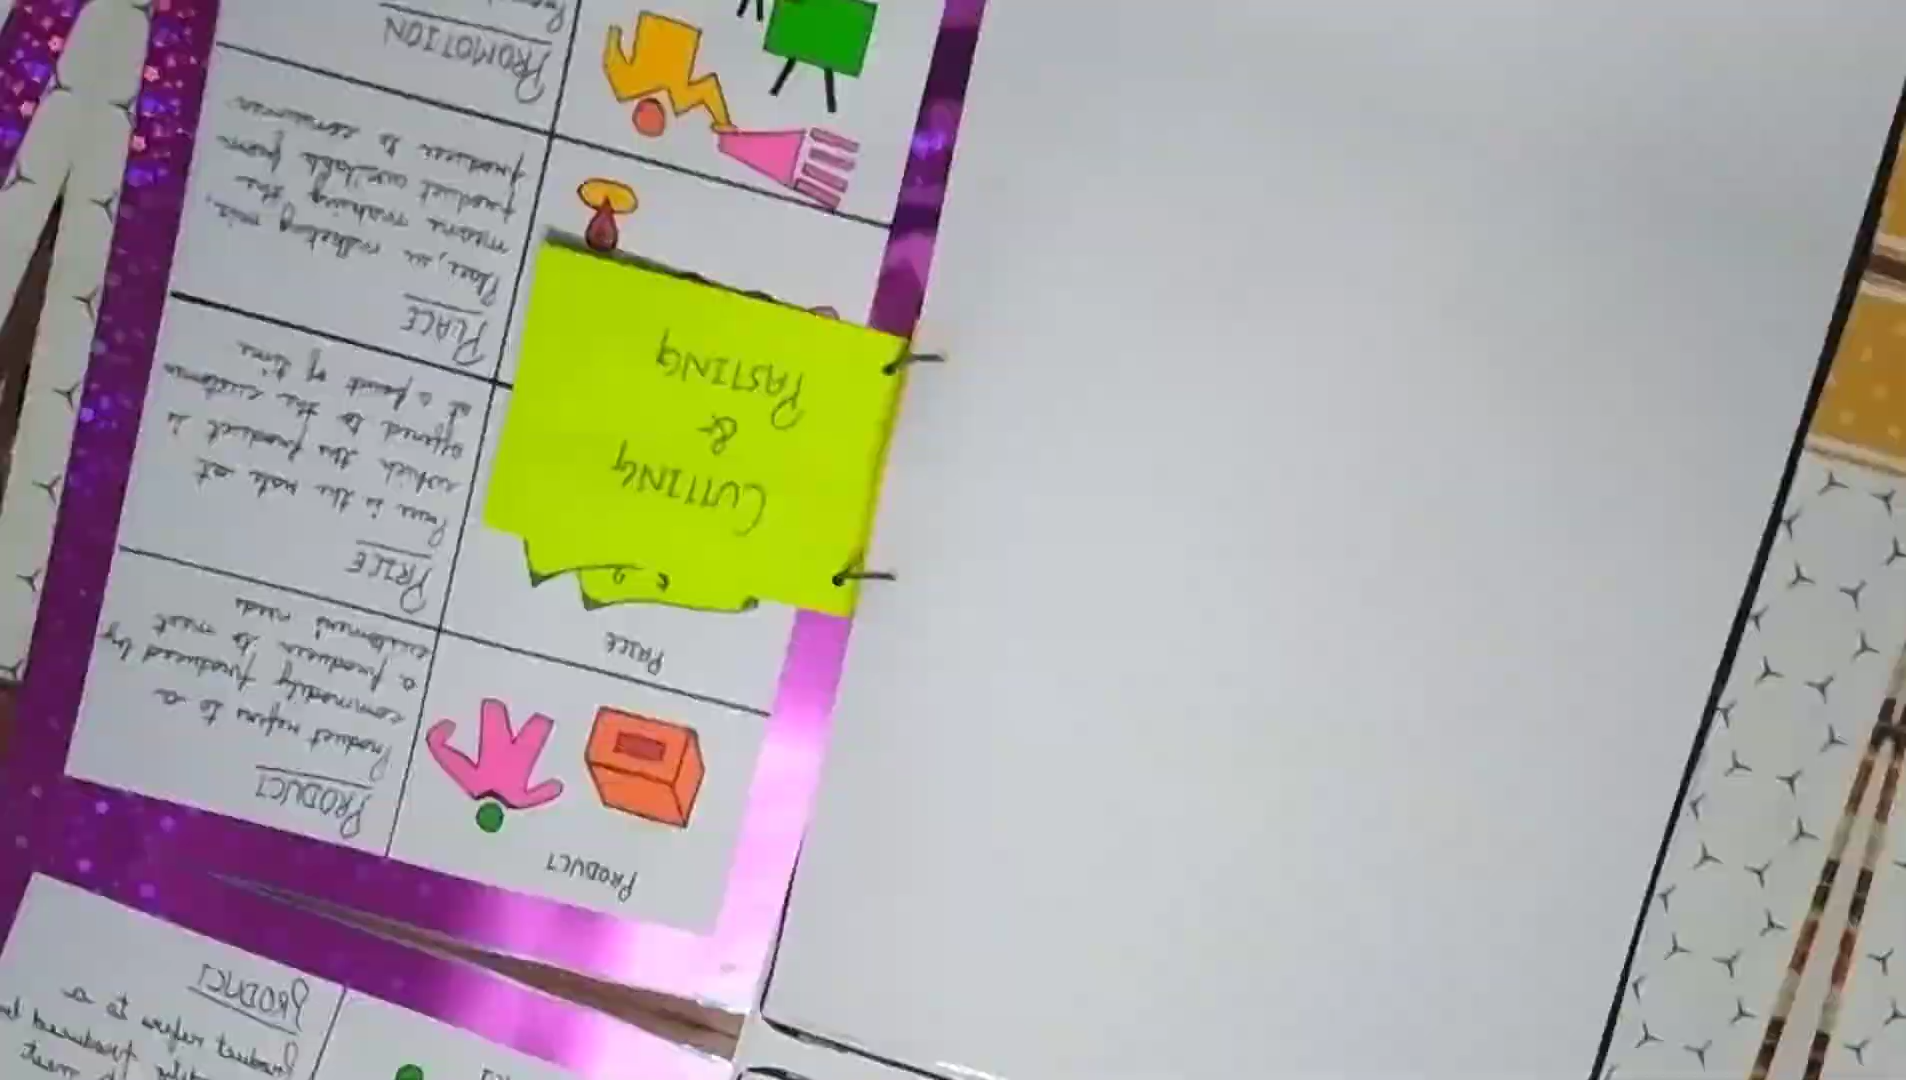 PRODUCT
PRODUCT
Product refers to a
commodity produced by
a producer to meet
customers needs
PRICE
PRICE
Price is the rate at
which the product is
offered to the customer
at a point of time
CUTTING
&
PASTING
PLACE
Place, in marketing mix,
means making the
product available from
producer to consumer
PROMOTION
PRODUCT
Product refers to a